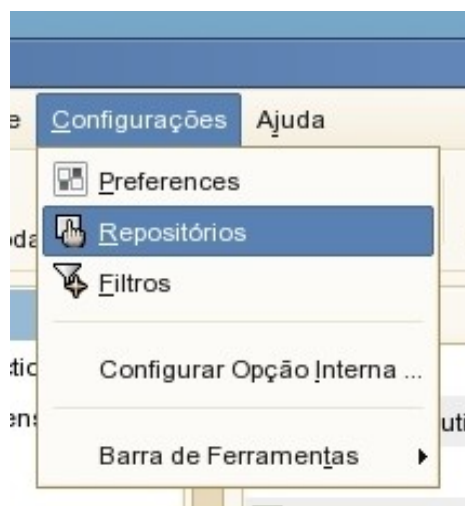 Configurações Ajuda
Preferences
Repositórios
Filtros
Configurar Opção Interna ...
Barra de Ferramentas